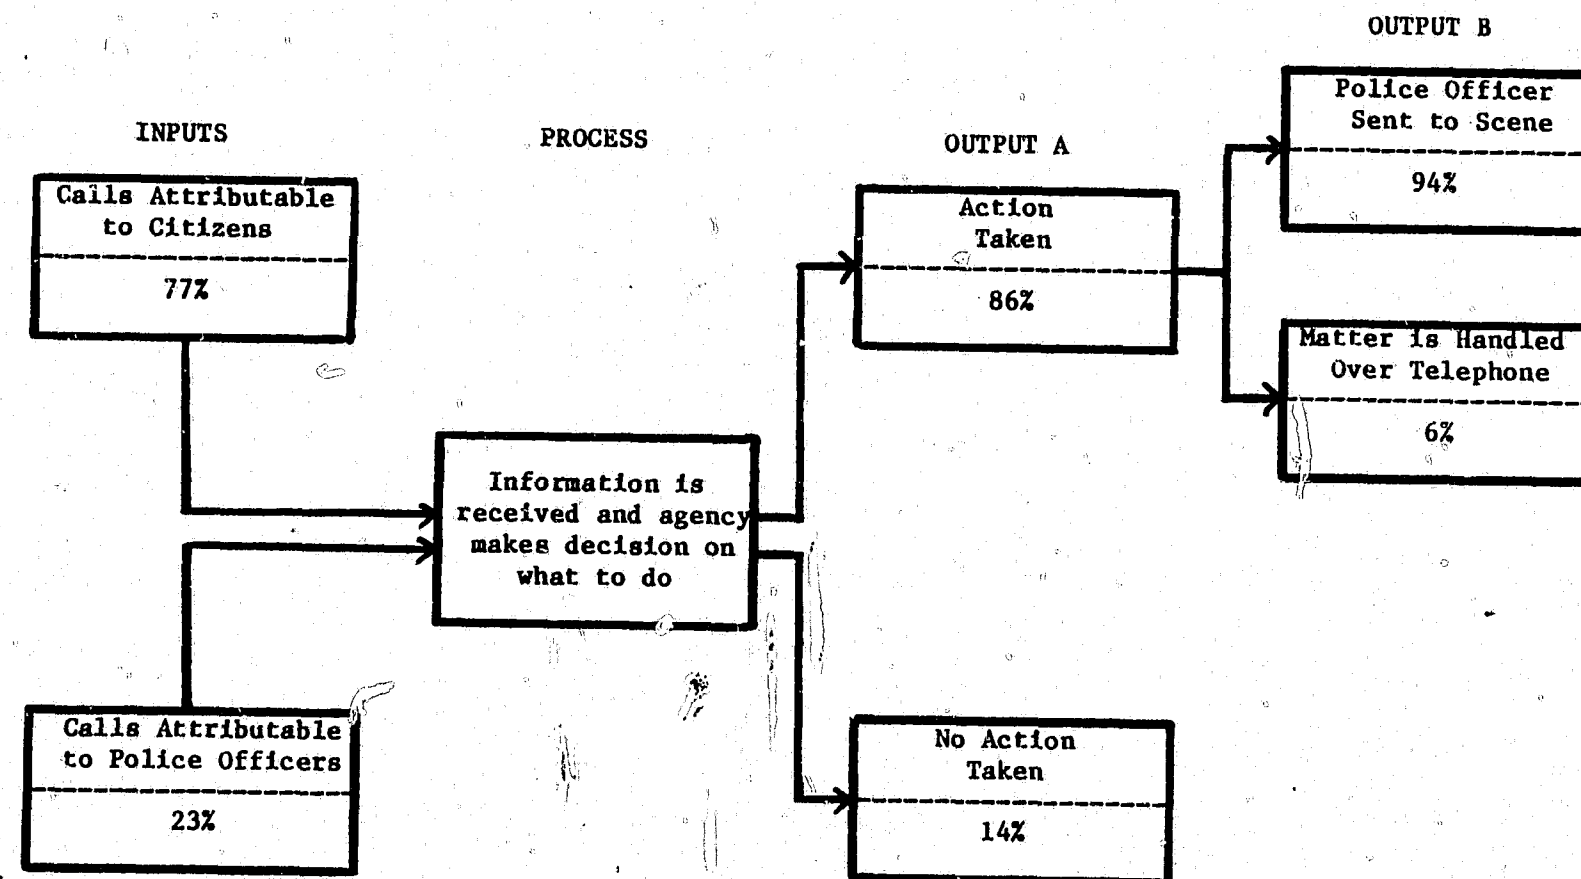 INPUTS
Calls Attributable
to Citizens
77%
Calls Attributable
to Police Officers
23%
PROCESS
Information is
received and agency
makes decision on
what to do
OUTPUT A
Action
Taken
86%
No Action
Taken
14%
OUTPUT B
Police Officer
Sent to Scene
94%
Matter is Handled
Over Telephone
6%